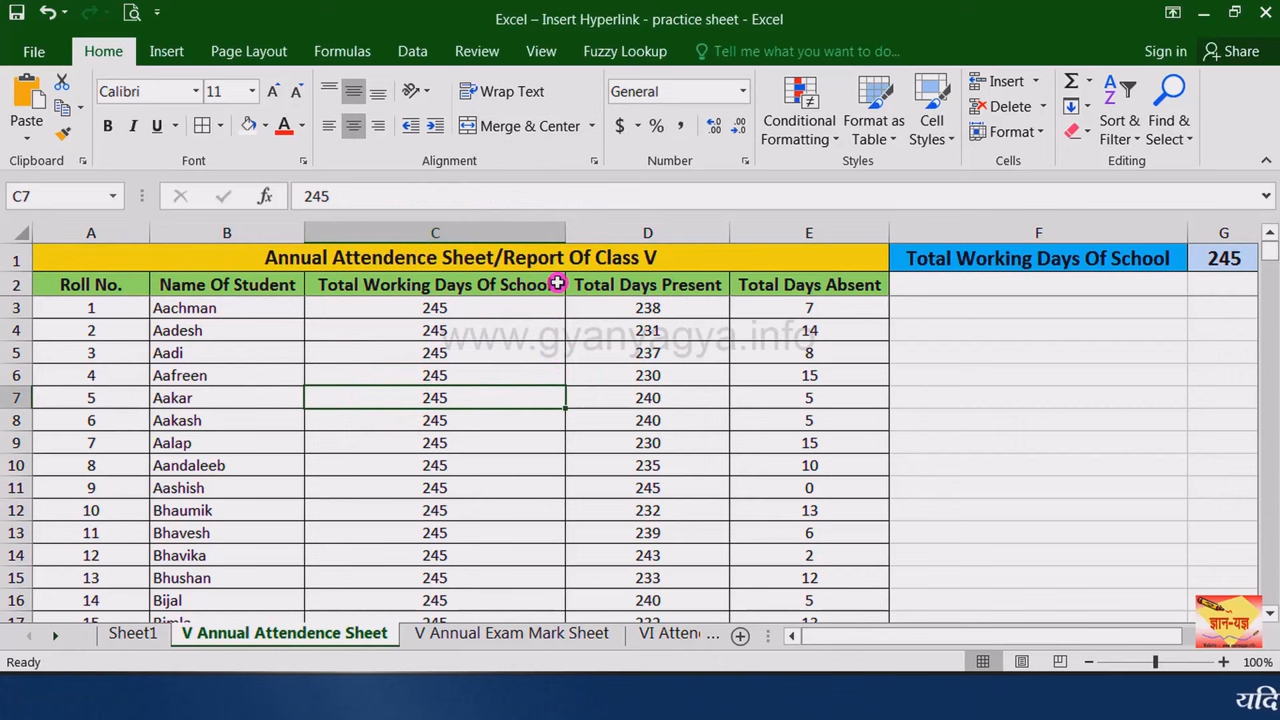 Excel – Insert Hyperlink - practice sheet - Excel
File Home Insert Page Layout Formulas Data Review View Fuzzy Lookup Tell me what you want to do... Sign in Share
Paste
Calibri 11
B I U A
Wrap Text
Merge & Center
General
$ % ,
Conditional Formatting
Format as Table
Cell Styles
Insert
Delete
Format
Sort & Filter
Find & Select
Clipboard Font Alignment Number Styles Cells Editing
C7 fx 245
A B C D E F G
1 Annual Attendence Sheet/Report Of Class V Total Working Days Of School 245
2 Roll No. Name Of Student Total Working Days Of School Total Days Present Total Days Absent
3 1 Aachman 245 238 7
4 2 Aadesh 245 231 14
5 3 Aadi 245 237 8
6 4 Aafreen 245 230 15
7 5 Aakar 245 240 5
8 6 Aakash 245 240 5
9 7 Aalap 245 230 15
10 8 Aandaleeb 245 235 10
11 9 Aashish 245 245 0
12 10 Bhaumik 245 232 13
13 11 Bhavesh 245 239 6
14 12 Bhavika 245 243 2
15 13 Bhushan 245 233 12
16 14 Bijal 245 240 5
www.gyanyagya.info
ज्ञान-यज्ञ
Sheet1 V Annual Attendence Sheet V Annual Exam Mark Sheet VI Atten ...
Ready 100%
यदि